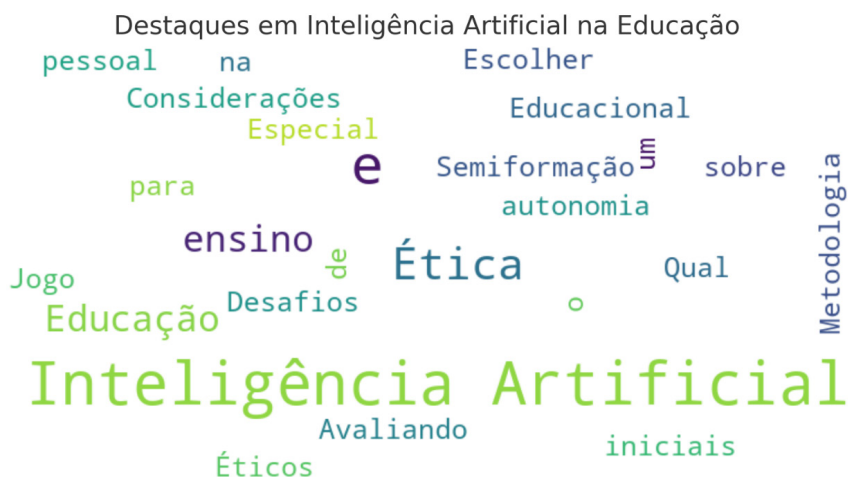 Destaques em Inteligência Artificial na Educação
pessoal na Escolher
Considerações Educacional
Especial
e Semiformação um sobre
para autonomia Metodologia
ensino de Ética Qual
Jogo Desafios o
Educação
Inteligência Artificial
Avaliando iniciais
Éticos